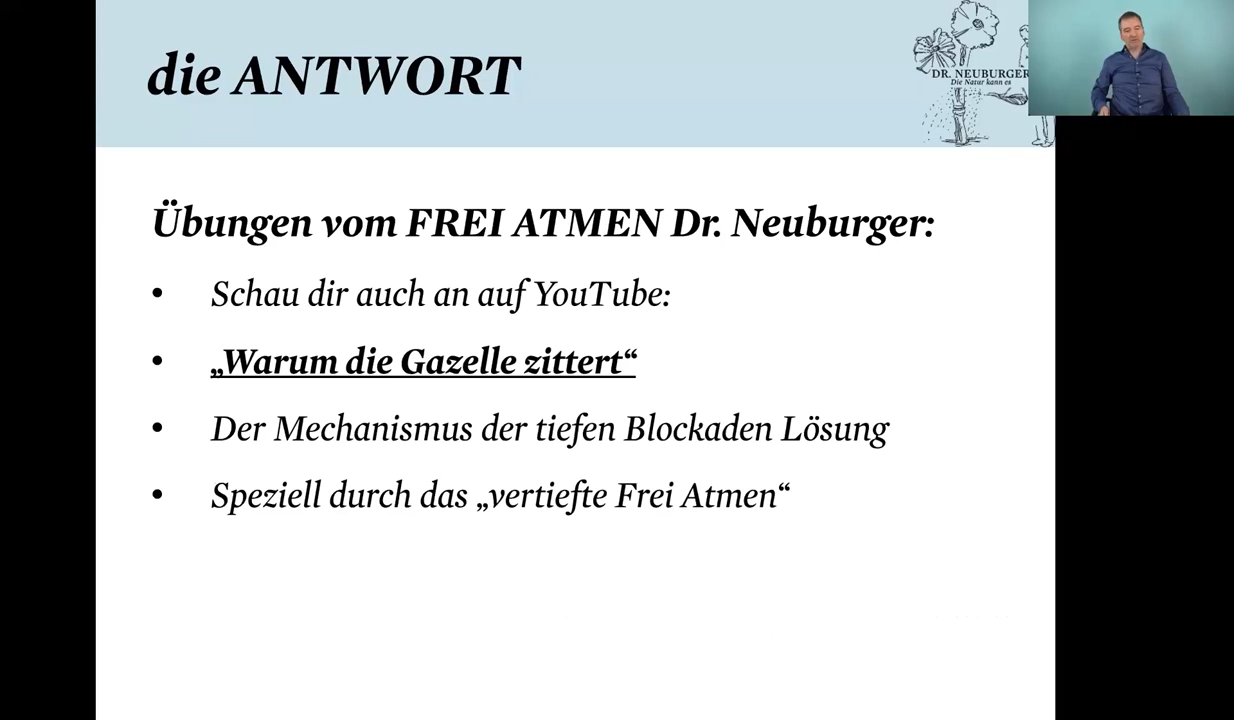 die ANTWORT
DR. NEUBURGER
Die Natur kann es
Übungen vom FREI ATMEN Dr. Neuburger:
• Schau dir auch an auf YouTube:
• „Warum die Gazelle zittert“
• Der Mechanismus der tiefen Blockaden Lösung
• Speziell durch das „vertiefte Frei Atmen“